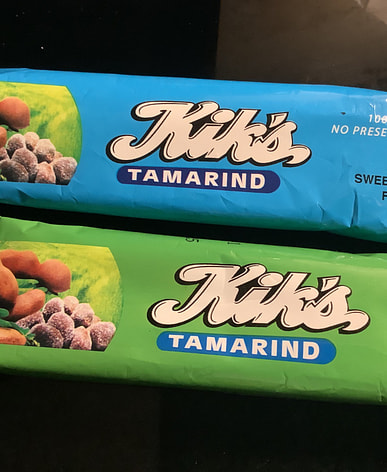 Kik's
TAMARIND
NO PRESE
SWEE
Kik's
TAMARIND